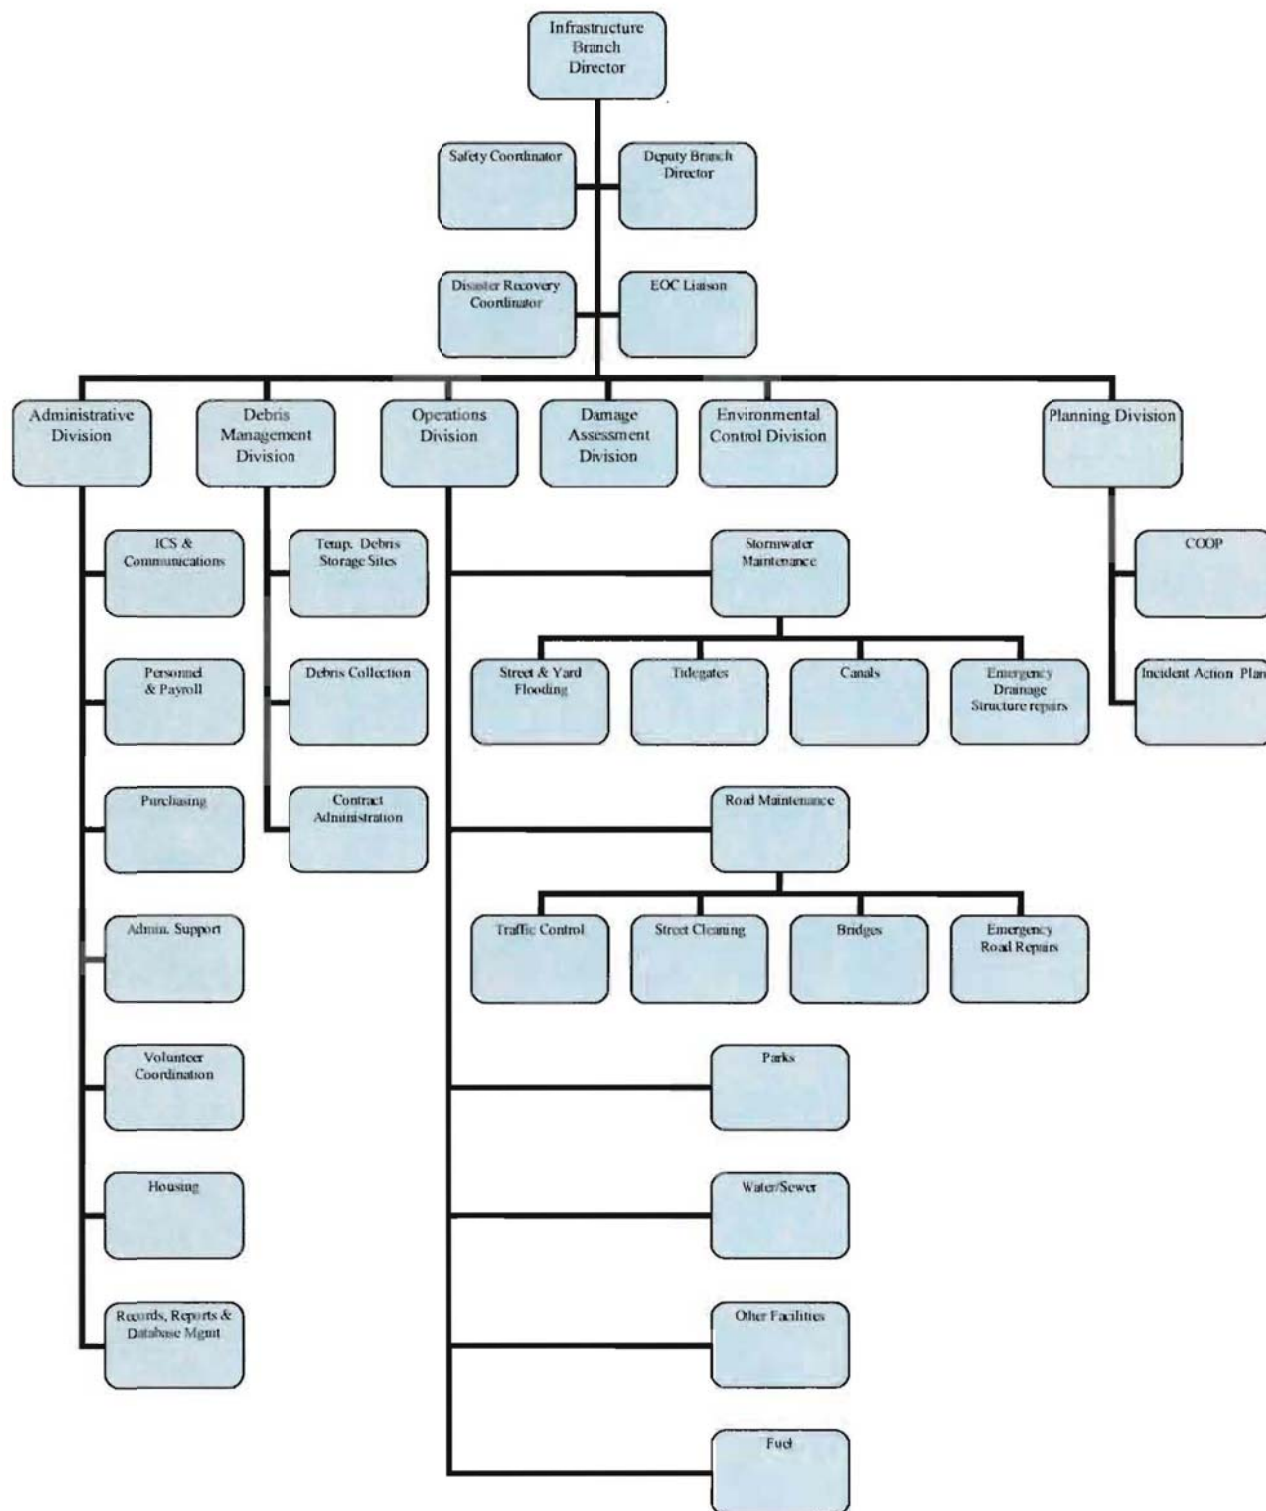 Infrastructure
Branch
Director
Safety Coordinator
Deputy Branch
Director
Disaster Recovery
Coordinator
EOC Liaison
Administrative
Division
Debris
Management
Division
Operations
Division
Damage
Assessment
Division
Environmental
Control Division
Planning Division
ICS &
Communications
Temp. Debris
Storage Sites
Stormwater
Maintenance
COOP
Personnel
& Payroll
Debris Collection
Street & Yard
Flooding
Tidegates
Canals
Emergency
Drainage
Structure repairs
Incident Action Plan
Purchasing
Contract
Administration
Road Maintenance
Admin. Support
Traffic Control
Street Cleaning
Bridges
Emergency
Road Repairs
Volunteer
Coordination
Parks
Housing
Water/Sewer
Records, Reports &
Database Mgmt
Other Facilities
Fuel